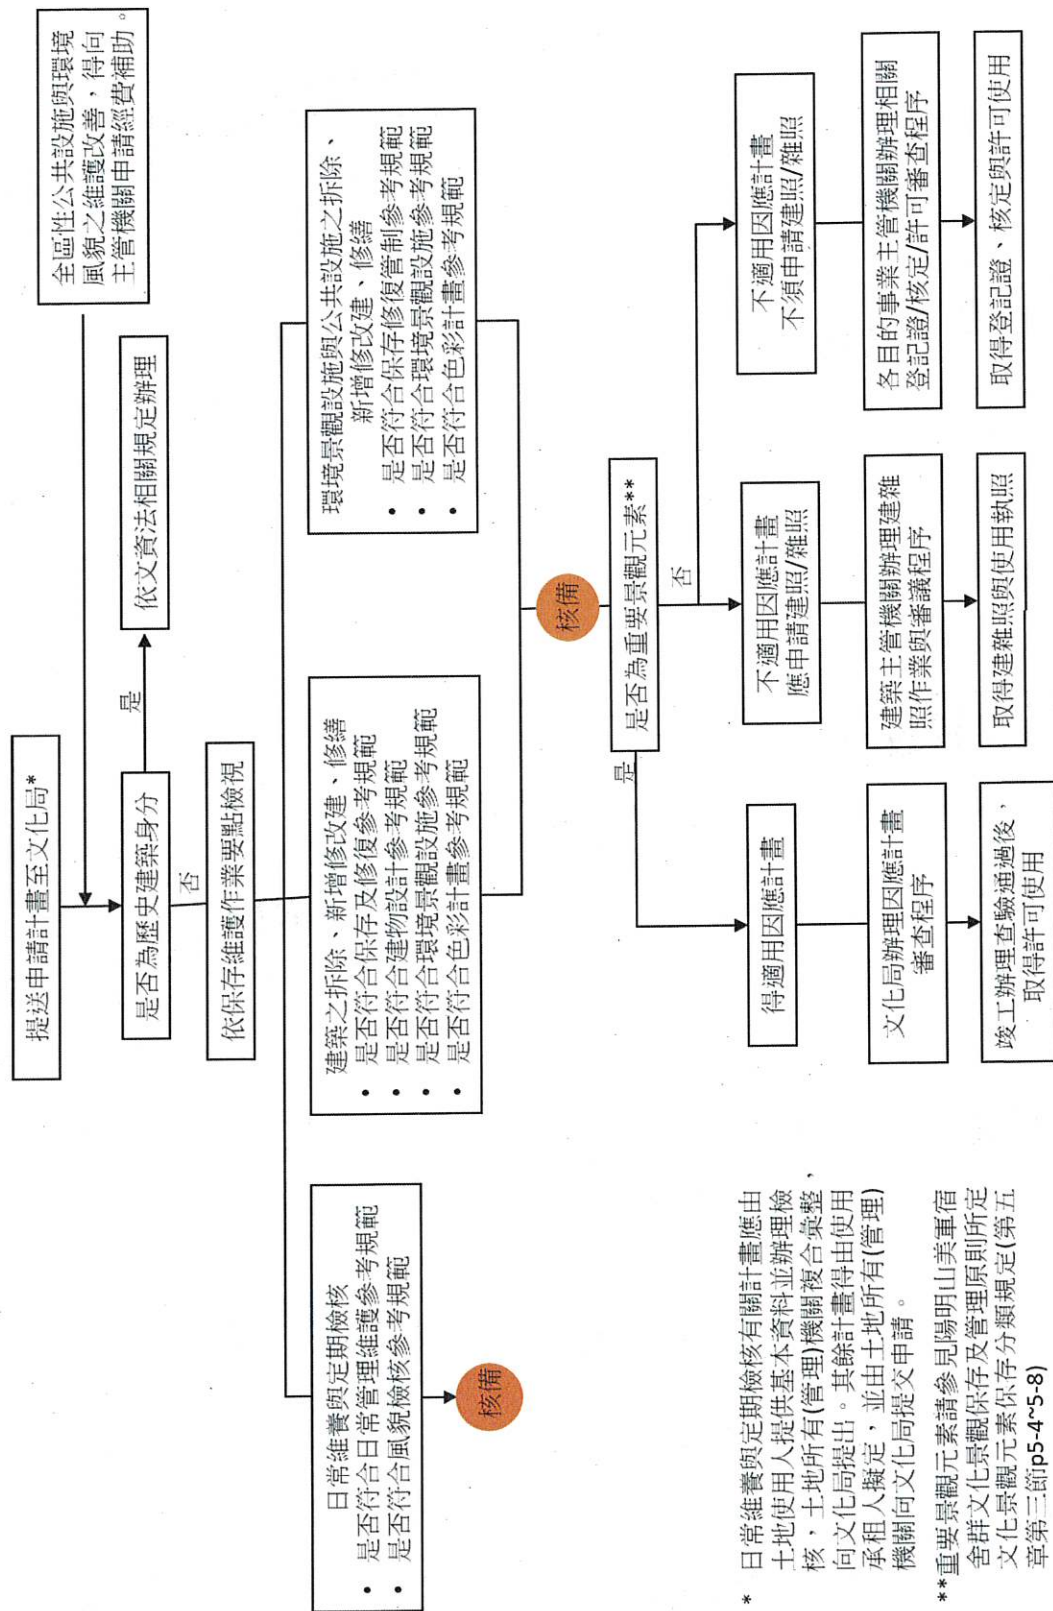 提送申請計畫至文化局*
全區性公共設施與環境
風貌之維護改善，得向
主管機關申請經費補助。
是否為歷史建築身分
是
依文資法相關規定辦理
否
依保存維護作業要點檢視
日常維養與定期檢核
• 是否符合日常管理維護參考規範
• 是否符合風貌檢核參考規範
核備
建築之拆除、新增修改建、修繕
• 是否符合保存及修復參考規範
• 是否符合建物設計參考規範
• 是否符合環境景觀設施參考規範
• 是否符合色彩計畫參考規範
環境景觀設施與公共設施之拆除、
新增修改建、修繕
• 是否符合保存修復管制參考規範
• 是否符合環境景觀設施參考規範
• 是否符合色彩計畫參考規範
核備
是否為重要景觀元素**
是
否
得適用因應計畫
文化局辦理因應計畫
審查程序
竣工辦理查驗通過後，
取得許可使用
不適用因應計畫
應申請建照/雜照
建築主管機關辦理建雜
照作業與審議程序
取得建雜照與使用執照
不適用因應計畫
不須申請建照/雜照
各目的事業主管機關辦理相關
登記證/核定/許可審查程序
取得登記證、核定與許可使用
* 日常維養與定期檢核有關計畫應由
土地使用人提供基本資料並辦理檢
核，土地所有(管理)機關複合彙整，
向文化局提出。其餘計畫得由使用
承租人擬定，並由土地所有(管理)
機關向文化局提交申請。
**重要景觀元素請參見陽明山美軍宿
舍群文化景觀保存及管理原則所定
文化景觀元素保存分類規定(第五
章第三節p5-4~5-8)